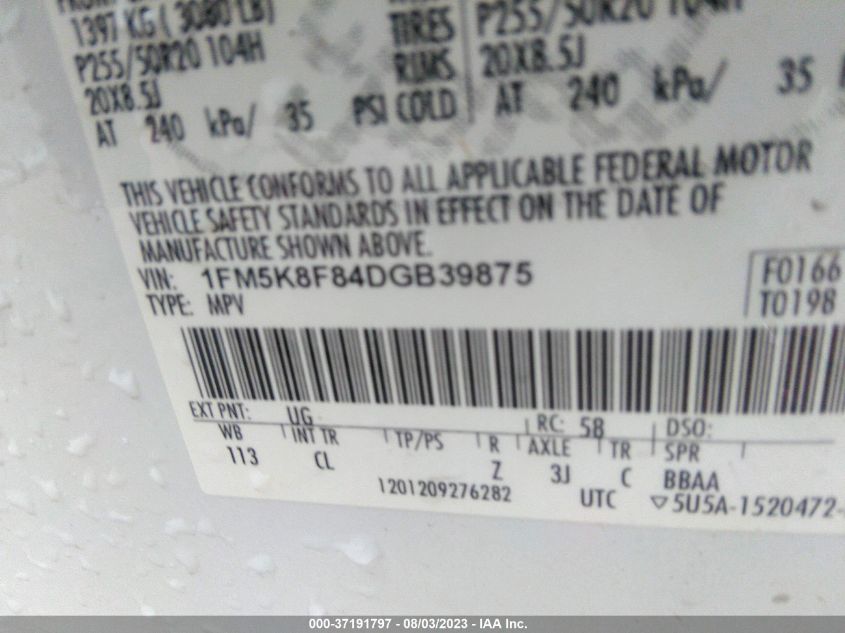 1397 KG ( 3080 LB)
P255/50R20 104H
20X8.5J
AT 240 kPa/ 35 PSI COLD
TIRES P255/50R20 104H
RIMS 20X8.5J
AT 240 kPa/ 35
THIS VEHICLE CONFORMS TO ALL APPLICABLE FEDERAL MOTOR
VEHICLE SAFETY STANDARDS IN EFFECT ON THE DATE OF
MANUFACTURE SHOWN ABOVE.
VIN: 1FM5K8F84DGB39875
TYPE: MPV
F0166
T0198
EXT PNT: UG RC: 58 DSO:
WB INT TR TP/PS R AXLE TR SPR
113 CL Z 3J C BBAA
1201209276282 UTC ▽5U5A-1520472-
000-37191797 - 08/03/2023 - IAA Inc.